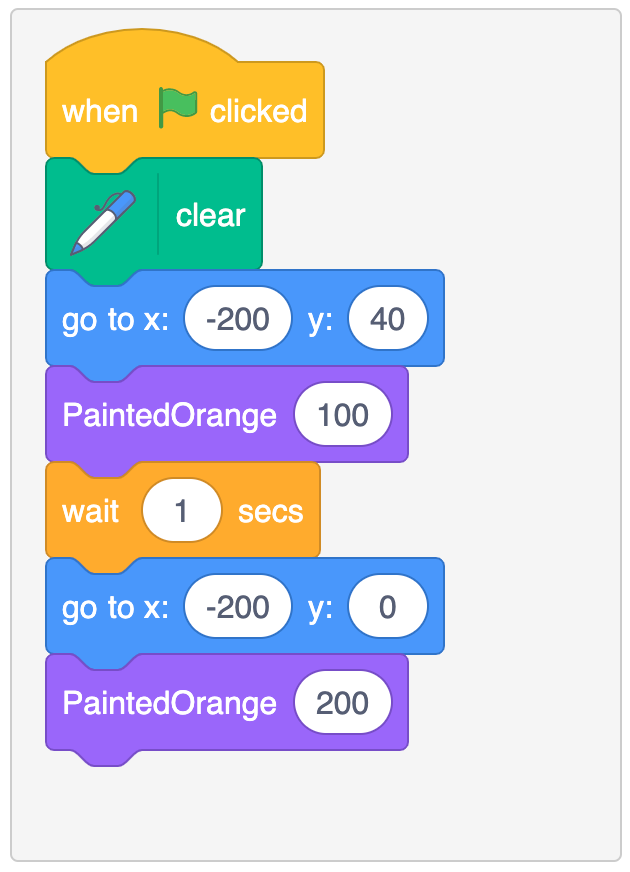 when clicked
clear
go to x: -200 y: 40
PaintedOrange 100
wait 1 secs
go to x: -200 y: 0
PaintedOrange 200